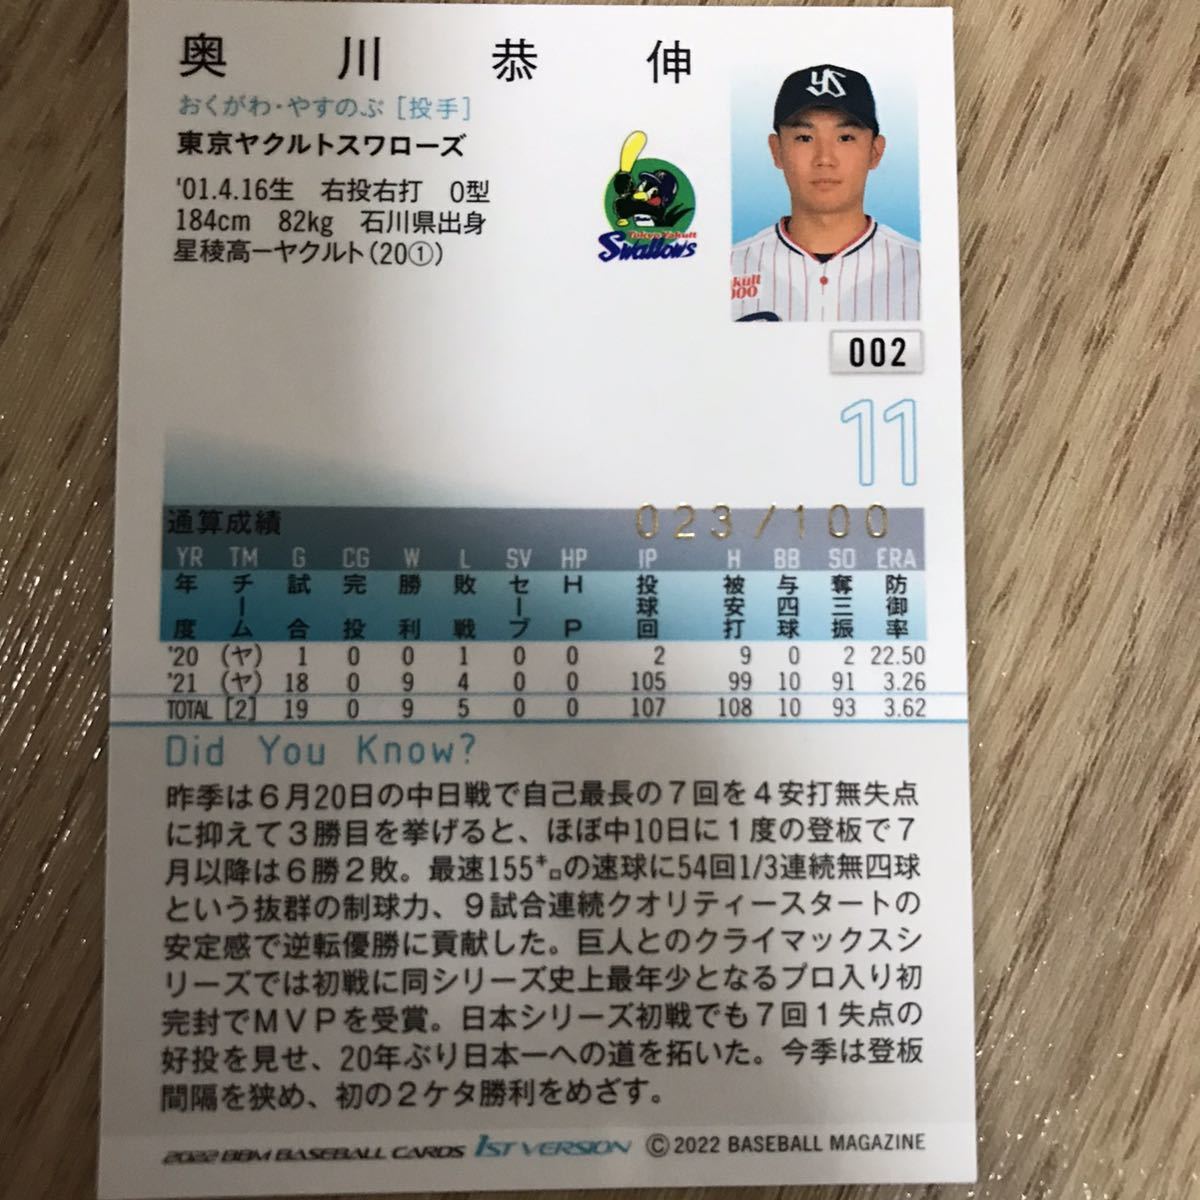 奥川恭伸
おくがわ・やすのぶ［投手］
東京ヤクルトスワローズ
'01.4.16生　右投右打　O型
184cm　82kg　石川県出身
星稜高ーヤクルト(20①)
YS
Tokyo Yakult
Swallows
kult
000
002
11
023/100
通算成績
YR TM G CG W L SV HP IP H BB SO ERA
年度 チーム 試合 完投 勝利 敗戦 セーブ HP 投球回 被安打 与四球 奪三振 防御率
'20 (ヤ) 1 0 0 1 0 0 2 9 0 2 22.50
'21 (ヤ) 18 0 9 4 0 0 105 99 10 91 3.26
TOTAL [2] 19 0 9 5 0 0 107 108 10 93 3.62
Did You Know?
昨季は６月20日の中日戦で自己最長の７回を４安打無失点
に抑えて３勝目を挙げると、ほぼ中10日に１度の登板で７
月以降は６勝２敗。最速155㌔の速球に54回1/3連続無四球
という抜群の制球力、９試合連続クオリティースタートの
安定感で逆転優勝に貢献した。巨人とのクライマックスシ
リーズでは初戦に同シリーズ史上最年少となるプロ入り初
完封でＭＶＰを受賞。日本シリーズ初戦でも７回１失点の
好投を見せ、20年ぶり日本一への道を拓いた。今季は登板
間隔を狭め、初の２ケタ勝利をめざす。
2022 BBM BASEBALL CARDS 1ST VERSION ©2022 BASEBALL MAGAZINE